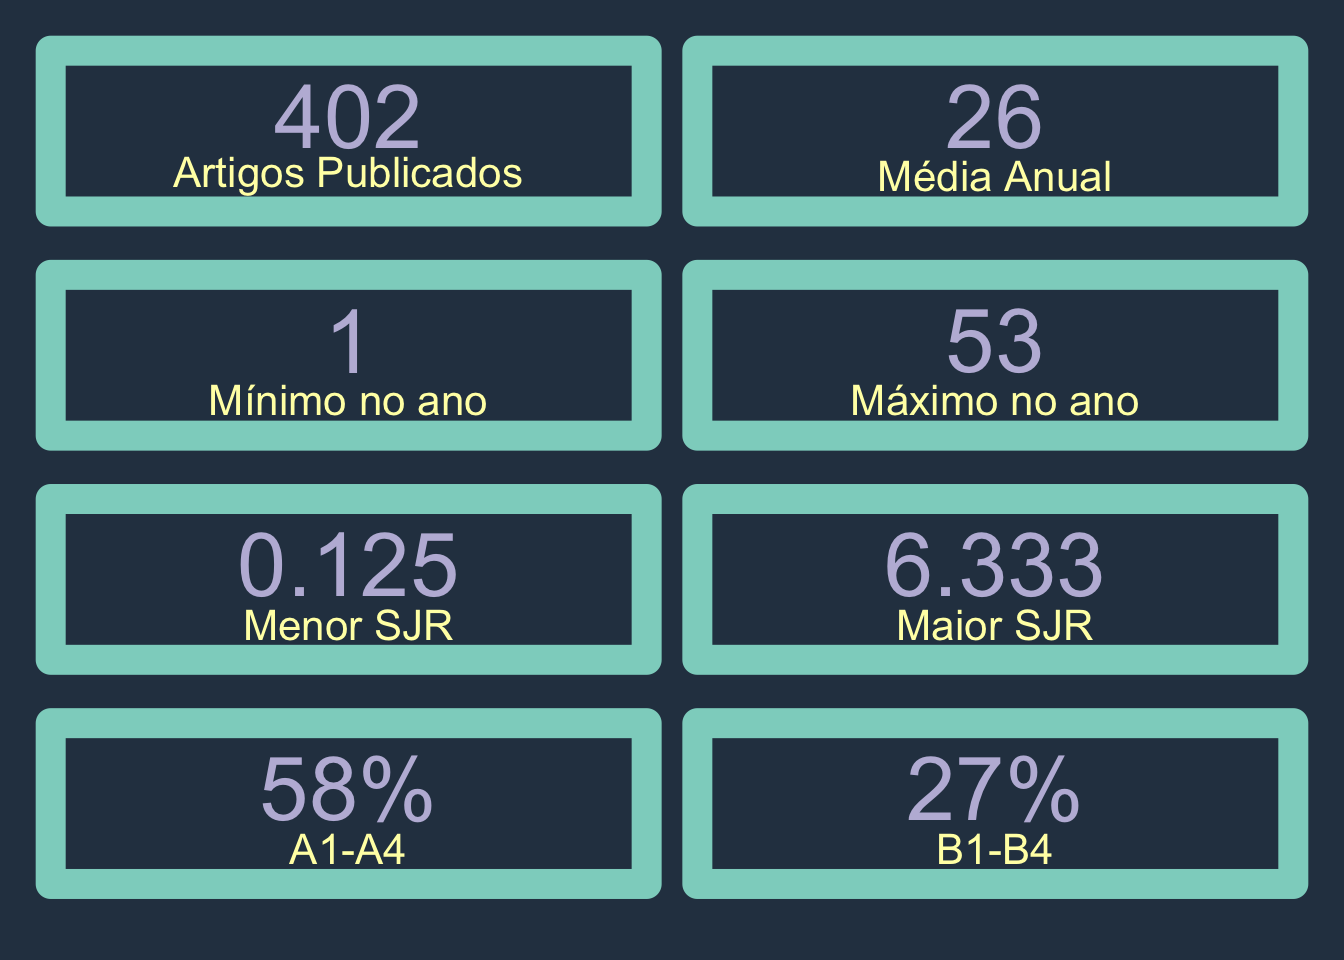 402
Artigos Publicados
26
Média Anual
1
Mínimo no ano
53
Máximo no ano
0.125
Menor SJR
6.333
Maior SJR
58%
A1-A4
27%
B1-B4